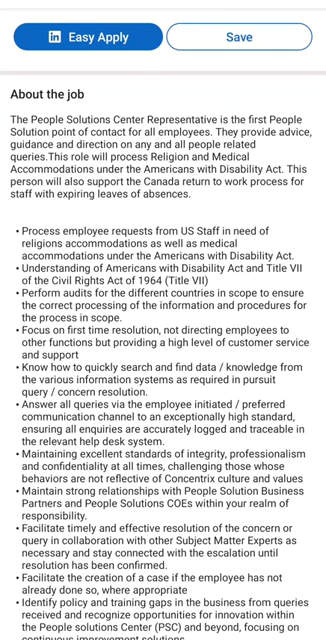 in Easy Apply
Save
About the job
The People Solutions Center Representative is the first People
Solution point of contact for all employees. They provide advice,
guidance and direction on any and all people related
queries.This role will process Religion and Medical
Accommodations under the Americans with Disability Act. This
person will also support the Canada return to work process for
staff with expiring leaves of absences.
• Process employee requests from US Staff in need of
religions accommodations as well as medical
accommodations under the Americans with Disability Act.
• Understanding of Americans with Disability Act and Title VII
of the Civil Rights Act of 1964 (Title VII)
• Perform audits for the different countries in scope to ensure
the correct processing of the information and procedures for
the process in scope.
• Focus on first time resolution, not directing employees to
other functions but providing a high level of customer service
and support
• Know how to quickly search and find data / knowledge from
the various information systems as required in pursuit
query / concern resolution.
• Answer all queries via the employee initiated / preferred
communication channel to an exceptionally high standard,
ensuring all enquiries are accurately logged and traceable in
the relevant help desk system.
• Maintaining excellent standards of integrity, professionalism
and confidentiality at all times, challenging those whose
behaviors are not reflective of Concentrix culture and values
• Maintain strong relationships with People Solution Business
Partners and People Solutions COEs within your realm of
responsibility.
• Facilitate timely and effective resolution of the concern or
query in collaboration with other Subject Matter Experts as
necessary and stay connected with the escalation until
resolution has been confirmed.
• Facilitate the creation of a case if the employee has not
already done so, where appropriate
• Identify policy and training gaps in the business from queries
received and recognize opportunities for innovation within
the People solutions Center (PSC) and beyond, focusing on
continuous improvement solutions